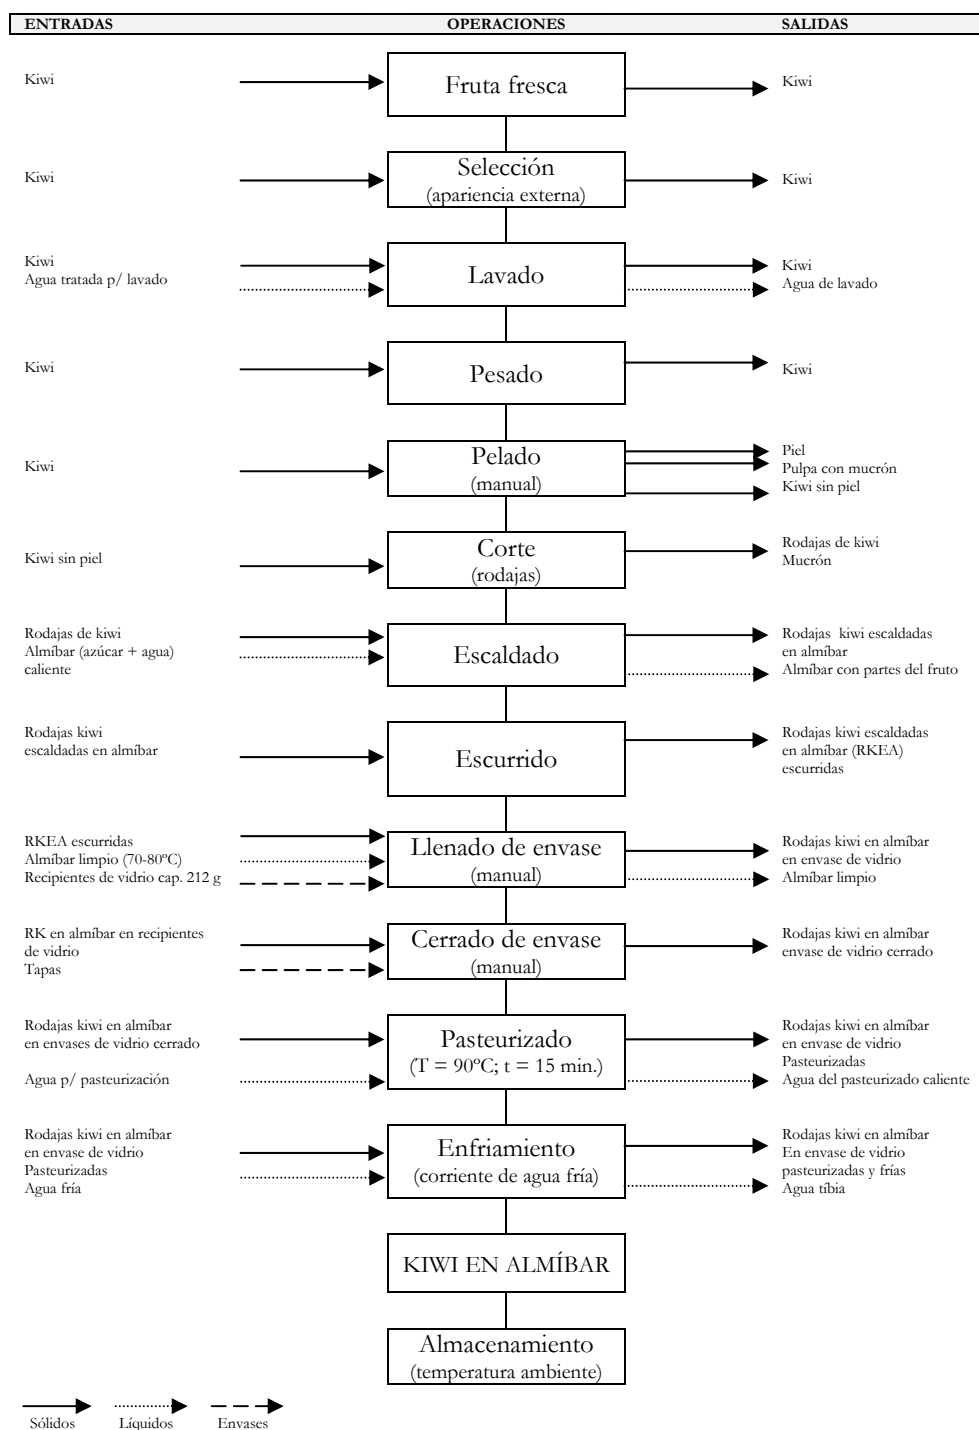 ENTRADAS OPERACIONES SALIDAS
Kiwi
Fruta fresca
Kiwi
Kiwi
Selección
(apariencia externa)
Kiwi
Kiwi
Agua tratada p/ lavado
Lavado
Kiwi
Agua de lavado
Kiwi
Pesado
Kiwi
Kiwi
Pelado
(manual)
Piel
Pulpa con mucrón
Kiwi sin piel
Kiwi sin piel
Corte
(rodajas)
Rodajas de kiwi
Mucrón
Rodajas de kiwi
Almíbar (azúcar + agua)
caliente
Escaldado
Rodajas kiwi escaldadas
en almíbar
Almíbar con partes del fruto
Rodajas kiwi
escaldadas en almíbar
Escurrido
Rodajas kiwi escaldadas
en almíbar (RKEA)
escurridas
RKEA escurridas
Almíbar limpio (70-80ºC)
Recipientes de vidrio cap. 212 g
Llenado de envase
(manual)
Rodajas kiwi en almíbar
en envase de vidrio
Almíbar limpio
RK en almíbar en recipientes
de vidrio
Tapas
Cerrado de envase
(manual)
Rodajas kiwi en almíbar
envase de vidrio cerrado
Rodajas kiwi en almíbar
en envases de vidrio cerrado
Agua p/ pasteurización
Pasteurizado
(T = 90ºC; t = 15 min.)
Rodajas kiwi en almíbar
en envase de vidrio
Pasteurizadas
Agua del pasteurizado caliente
Rodajas kiwi en almíbar
en envase de vidrio
Pasteurizadas
Agua fría
Enfriamiento
(corriente de agua fría)
Rodajas kiwi en almíbar
En envase de vidrio
pasteurizadas y frías
Agua tíbia
KIWI EN ALMÍBAR
Almacenamiento
(temperatura ambiente)
Sólidos Líquidos Envases